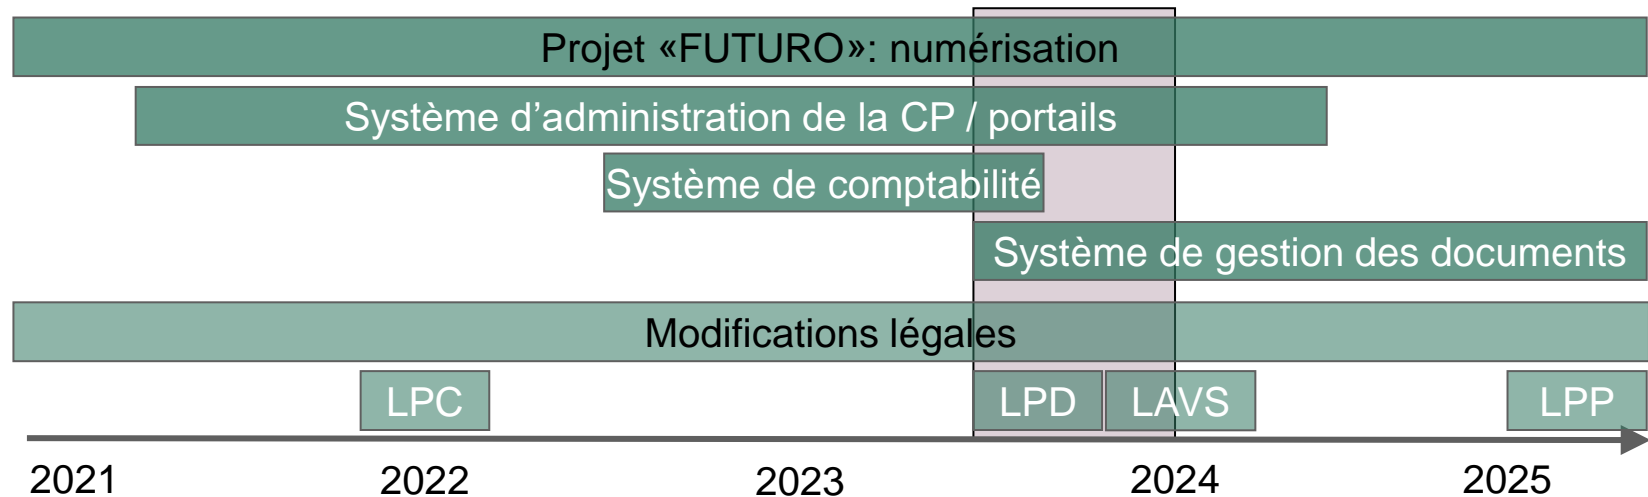 Projet «FUTURO»: numérisation
Système d’administration de la CP / portails
Système de comptabilité
Système de gestion des documents
Modifications légales
LPC LPD LAVS LPP
2021 2022 2023 2024 2025